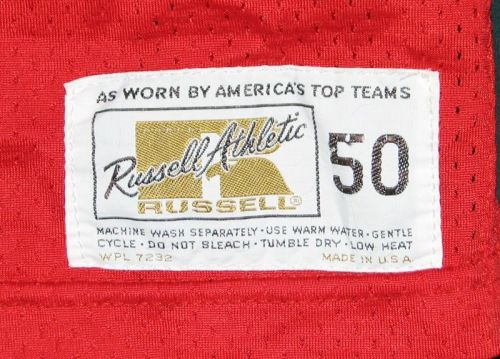 AS WORN BY AMERICA'S TOP TEAMS
Russell Athletic
RUSSELL®
50
MACHINE WASH SEPARATELY · USE WARM WATER · GENTLE
CYCLE · DO NOT BLEACH · TUMBLE DRY · LOW HEAT
WPL 7232 MADE IN U.S.A.